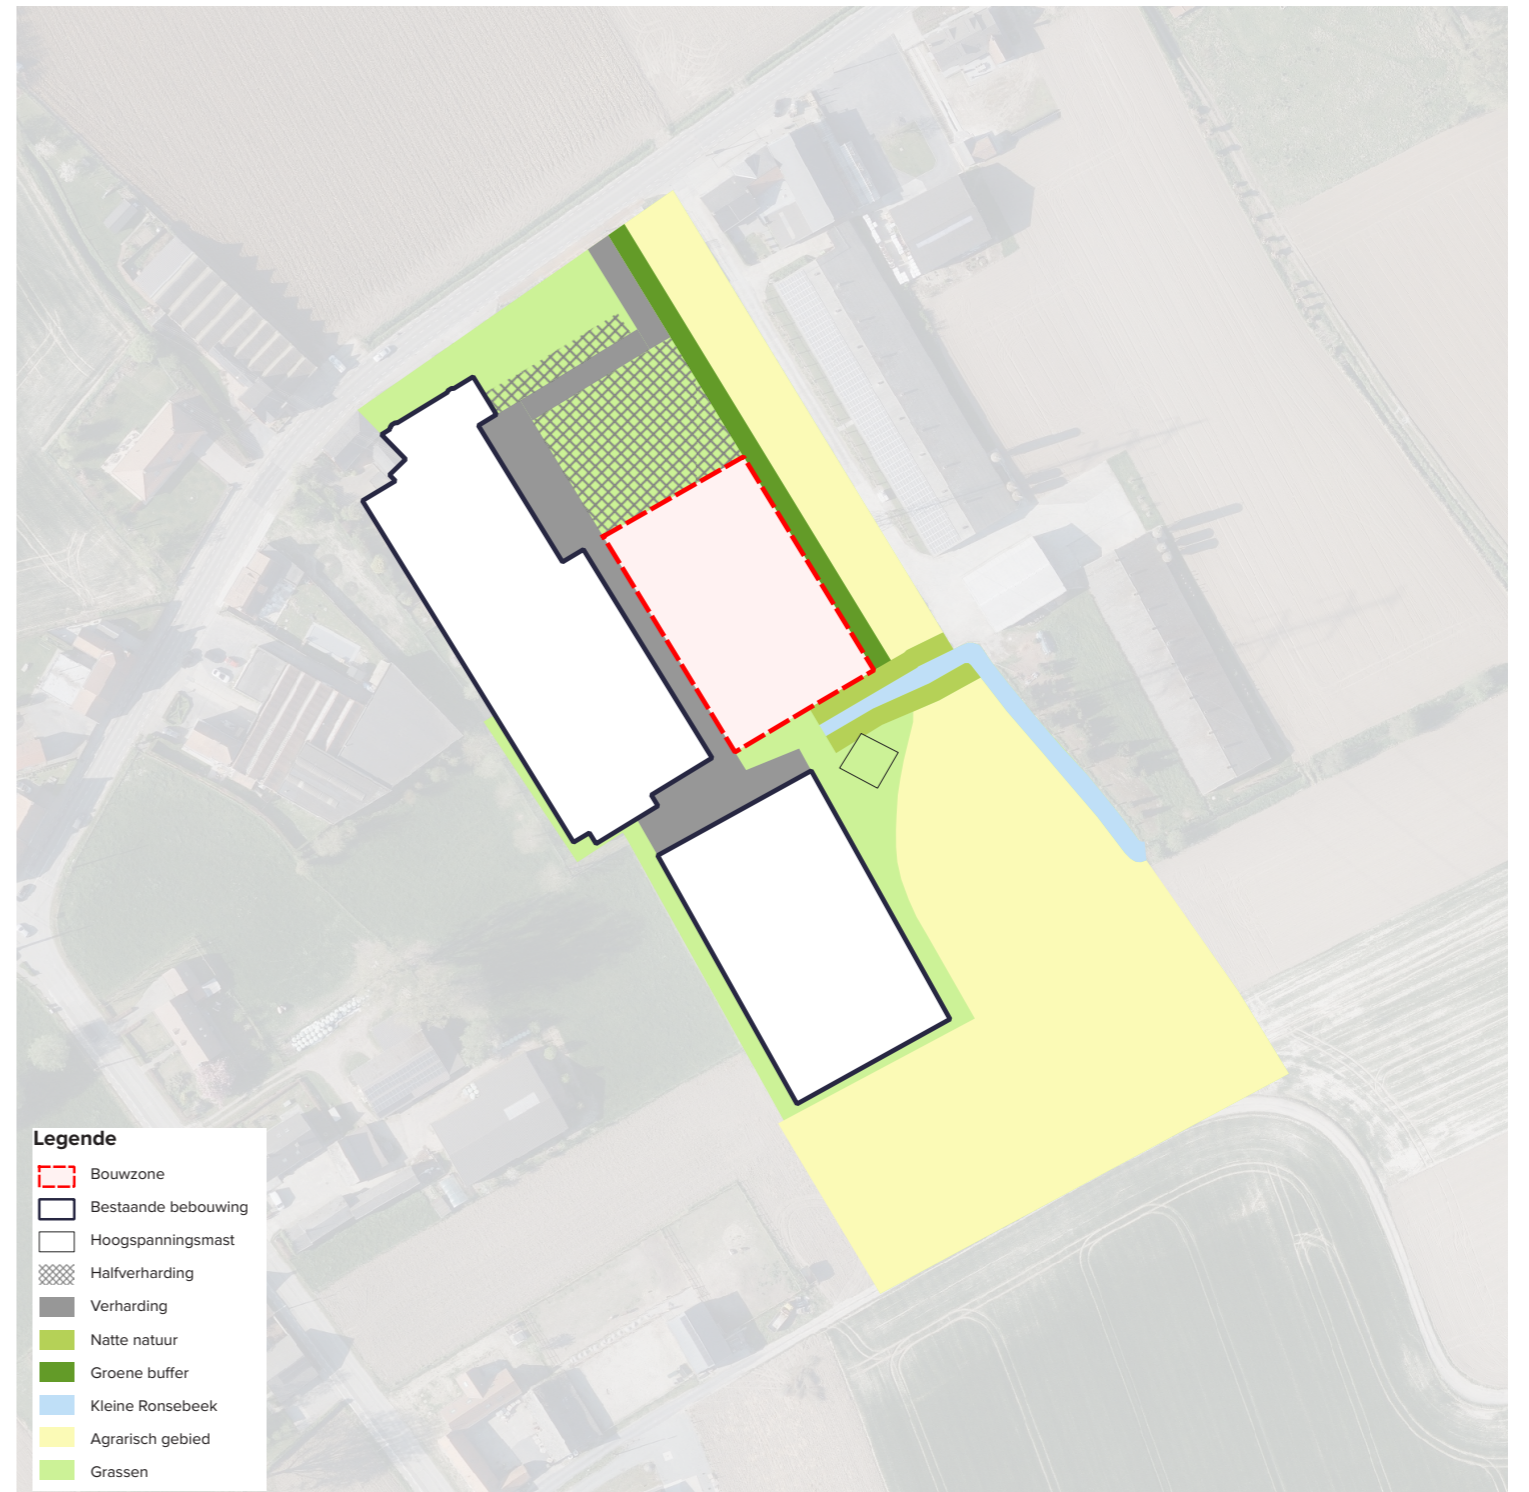 Legende
Bouwzone
Bestaande bebouwing
Hoogspanningsmast
Halfverharding
Verharding
Natte natuur
Groene buffer
Kleine Ronsebeek
Agrarisch gebied
Grassen